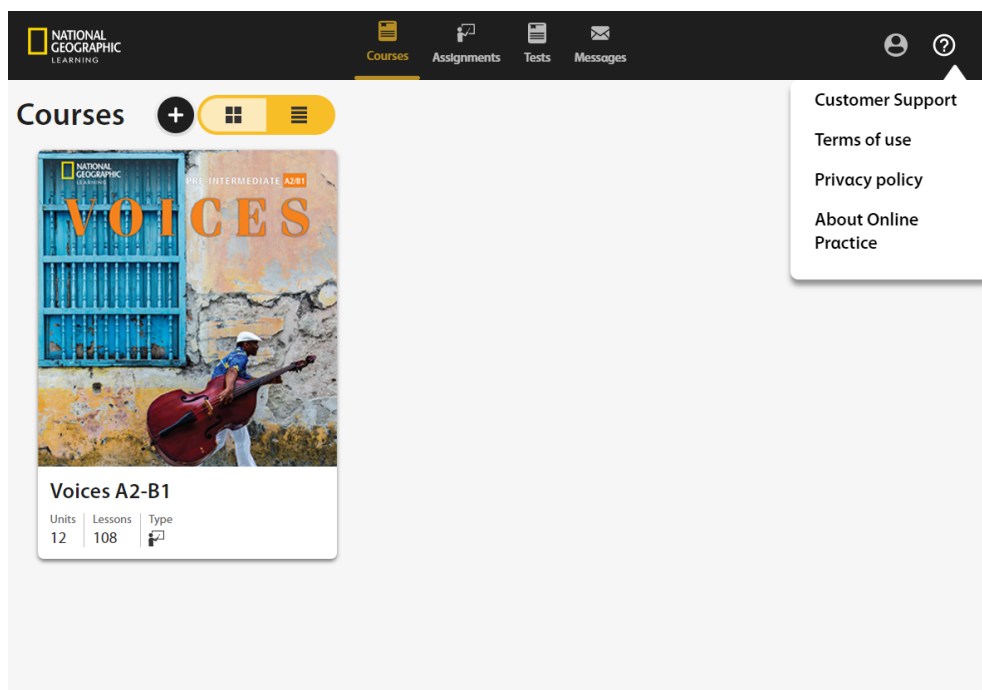 NATIONAL
GEOGRAPHIC
LEARNING
Courses
Assignments
Tests
Messages
Customer Support
Terms of use
Privacy policy
About Online
Practice
Courses
NATIONAL
GEOGRAPHIC
LEARNING
PRE-INTERMEDIATE A2/B1
VOICES
Voices A2-B1
Units Lessons Type
12 108